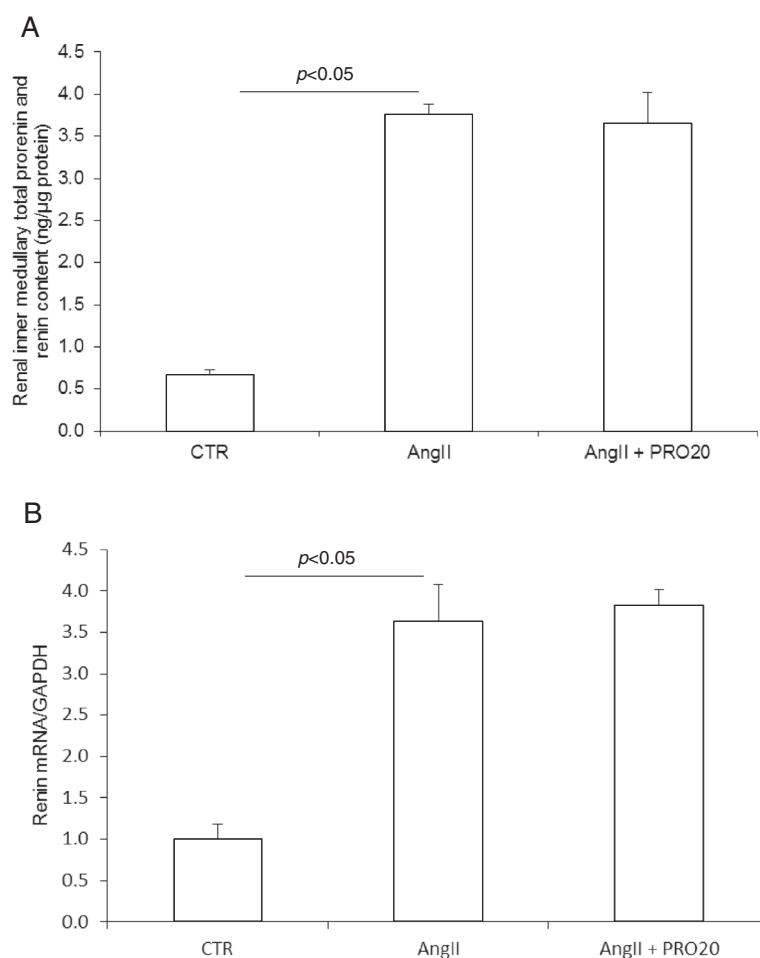 A
Renal inner medullary total prorenin and
renin content (ng/µg protein)
4.5
4.0
3.5
3.0
2.5
2.0
1.5
1.0
0.5
0.0
p<0.05
CTR
AngII
AngII + PRO20
B
Renin mRNA/GAPDH
4.5
4.0
3.5
3.0
2.5
2.0
1.5
1.0
0.5
0.0
p<0.05
CTR
AngII
AngII + PRO20